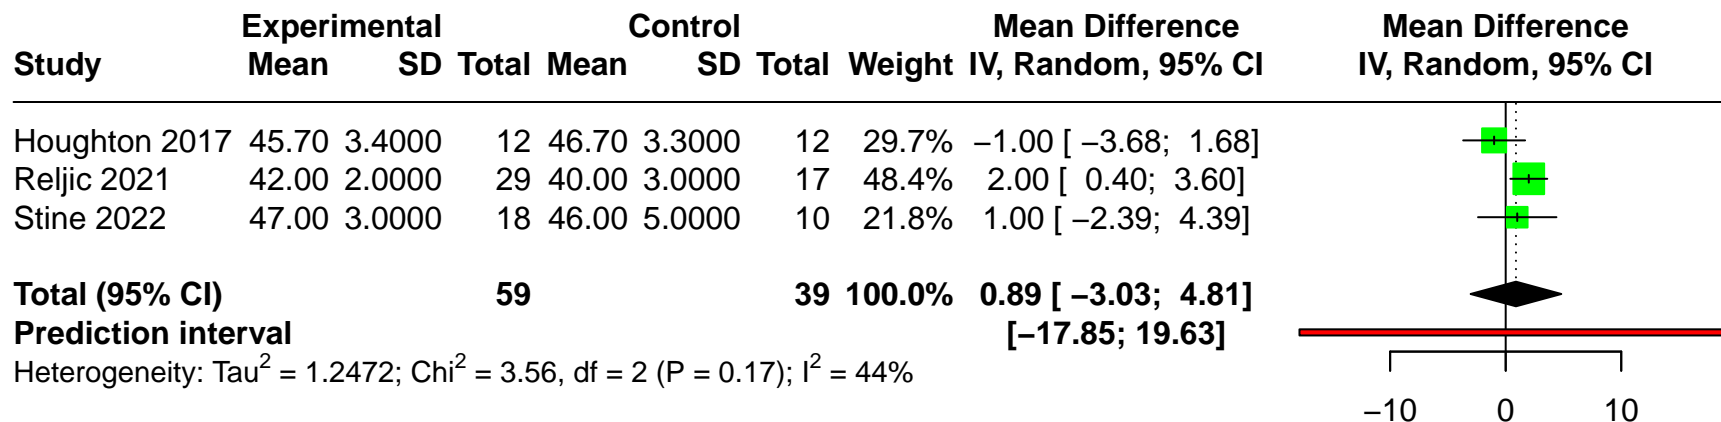 Experimental Control Mean Difference Mean Difference
Study Mean SD Total Mean SD Total Weight IV, Random, 95% CI IV, Random, 95% CI
Houghton 2017 45.70 3.4000 12 46.70 3.3000 12 29.7% −1.00 [ −3.68; 1.68]
Reljic 2021 42.00 2.0000 29 40.00 3.0000 17 48.4% 2.00 [ 0.40; 3.60]
Stine 2022 47.00 3.0000 18 46.00 5.0000 10 21.8% 1.00 [ −2.39; 4.39]
Total (95% CI) 59 39 100.0% 0.89 [ −3.03; 4.81]
Prediction interval [−17.85; 19.63]
Heterogeneity: Tau² = 1.2472; Chi² = 3.56, df = 2 (P = 0.17); I² = 44%
−10 0 10